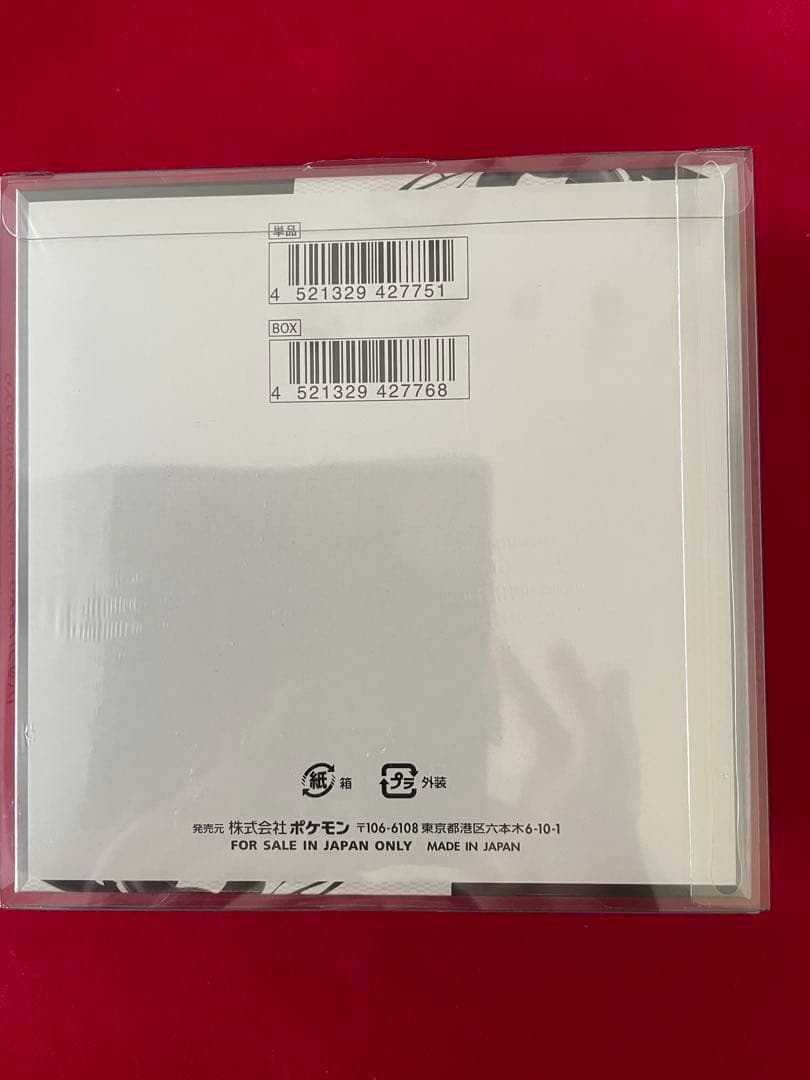 単品
4 521329 427751
BOX
4 521329 427768
紙 箱 プラ 外装
発売元 株式会社 ポケモン 〒106-6108 東京都港区六本木6-10-1
FOR SALE IN JAPAN ONLY MADE IN JAPAN